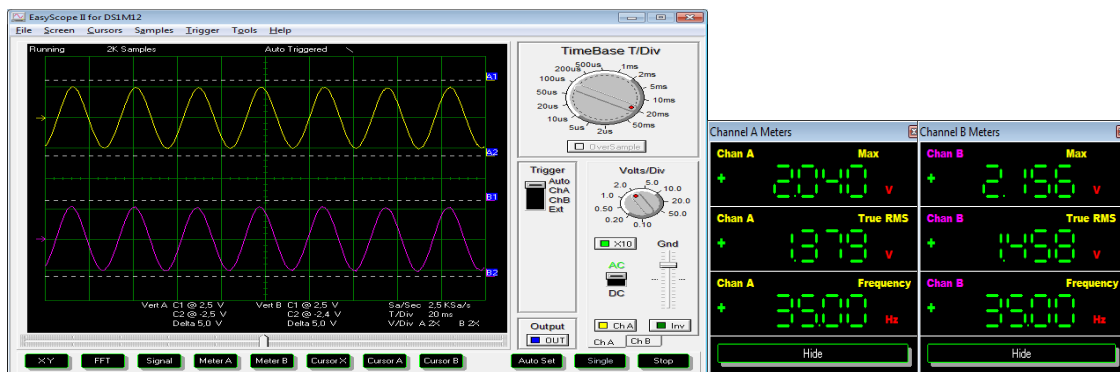 EasyScope II for DS1M12
File Screen Cursors Samples Trigger Tools Help
Running 2K Samples Auto Triggered
A1
A2
B1
B2
Vert A C1 @ 2,5 V Vert B C1 @ 2,5 V Sa/Sec 2,5 KSa/s
C2 @ -2,5 V C2 @ -2,4 V T/Div 20 ms
Delta 5,0 V Delta 5,0 V V/Div A 2X B 2X
TimeBase T/Div
5us 10us 20us 50us 100us 200us 500us 1ms 2ms 5ms 10ms 20ms 50ms 2us
OverSample
Trigger
Auto
ChA
ChB
Ext
Volts/Div
0.20 0.50 1.0 2.0 5.0 10.0 20.0 50.0 0.10
X10 Gnd
AC
DC
Output
OUT
Ch A Inv
Ch A Ch B
XY FFT Signal Meter A Meter B Cursor X Cursor A Cursor B Auto Set Single Stop
Channel A Meters
Chan A Max
+ 2.040 V
Chan A True RMS
+ 1.379 V
Chan A Frequency
+ 35.00 Hz
Hide
Channel B Meters
Chan B Max
+ 2.156 V
Chan B True RMS
+ 1.458 V
Chan B Frequency
+ 35.00 Hz
Hide